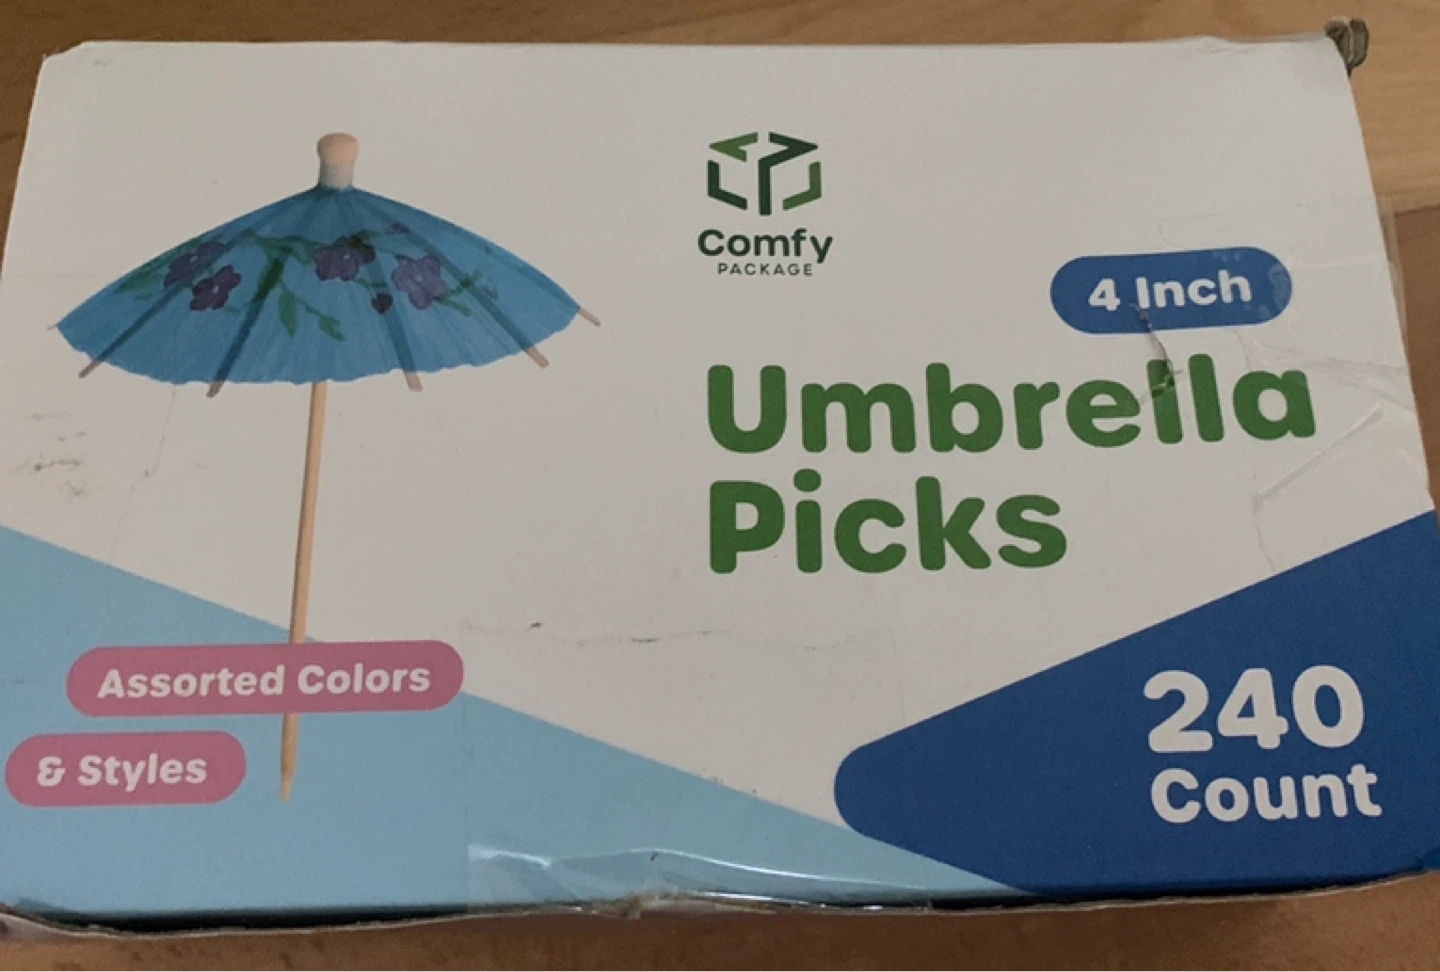 Comfy
PACKAGE
4 Inch
Umbrella
Picks
Assorted Colors
& Styles
240
Count